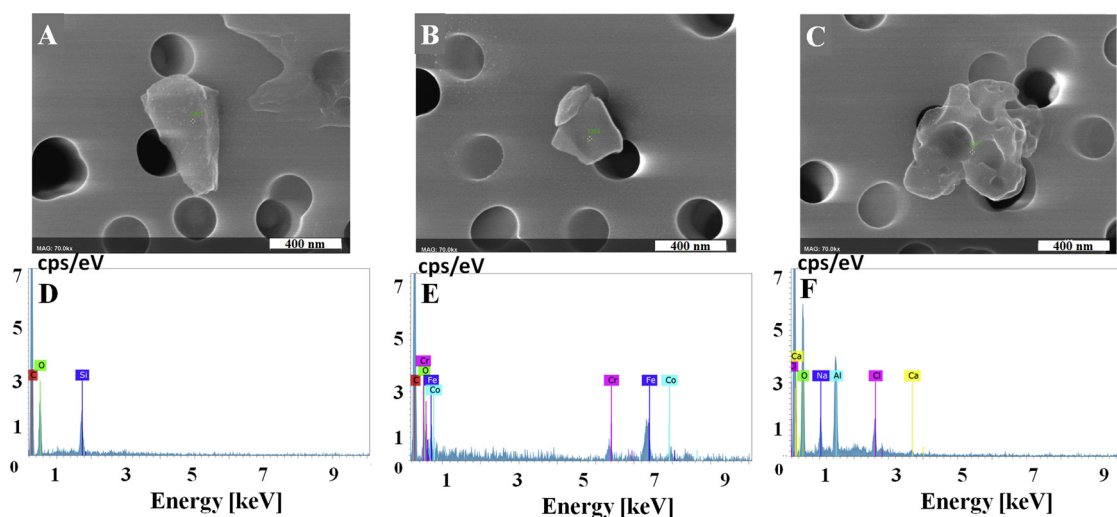 A
B
C
MAG: 70.0kx
400 nm
MAG: 70.0kx
400 nm
MAG: 70.0kx
400 nm
cps/eV
cps/eV
cps/eV
D
E
F
7
5
3
1
0
C
O
Si
1
3
5
7
9
Energy [keV]
7
5
3
1
0
C
Cr
O
Fe
Co
Cr
Fe
Co
1
3
5
7
9
Energy [keV]
7
5
3
1
0
Ca
Cl
O
Na
Al
Cl
Ca
1
3
5
7
9
Energy [keV]